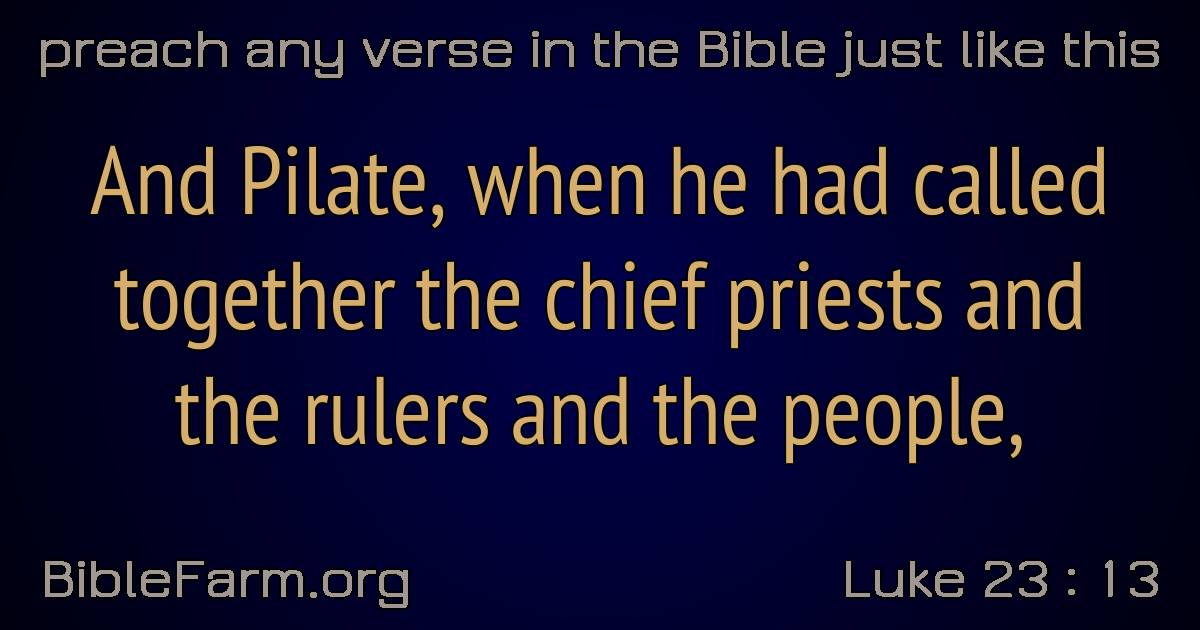 preach any verse in the Bible just like this
And Pilate, when he had called
together the chief priests and
the rulers and the people,
BibleFarm.org
Luke 23 : 13